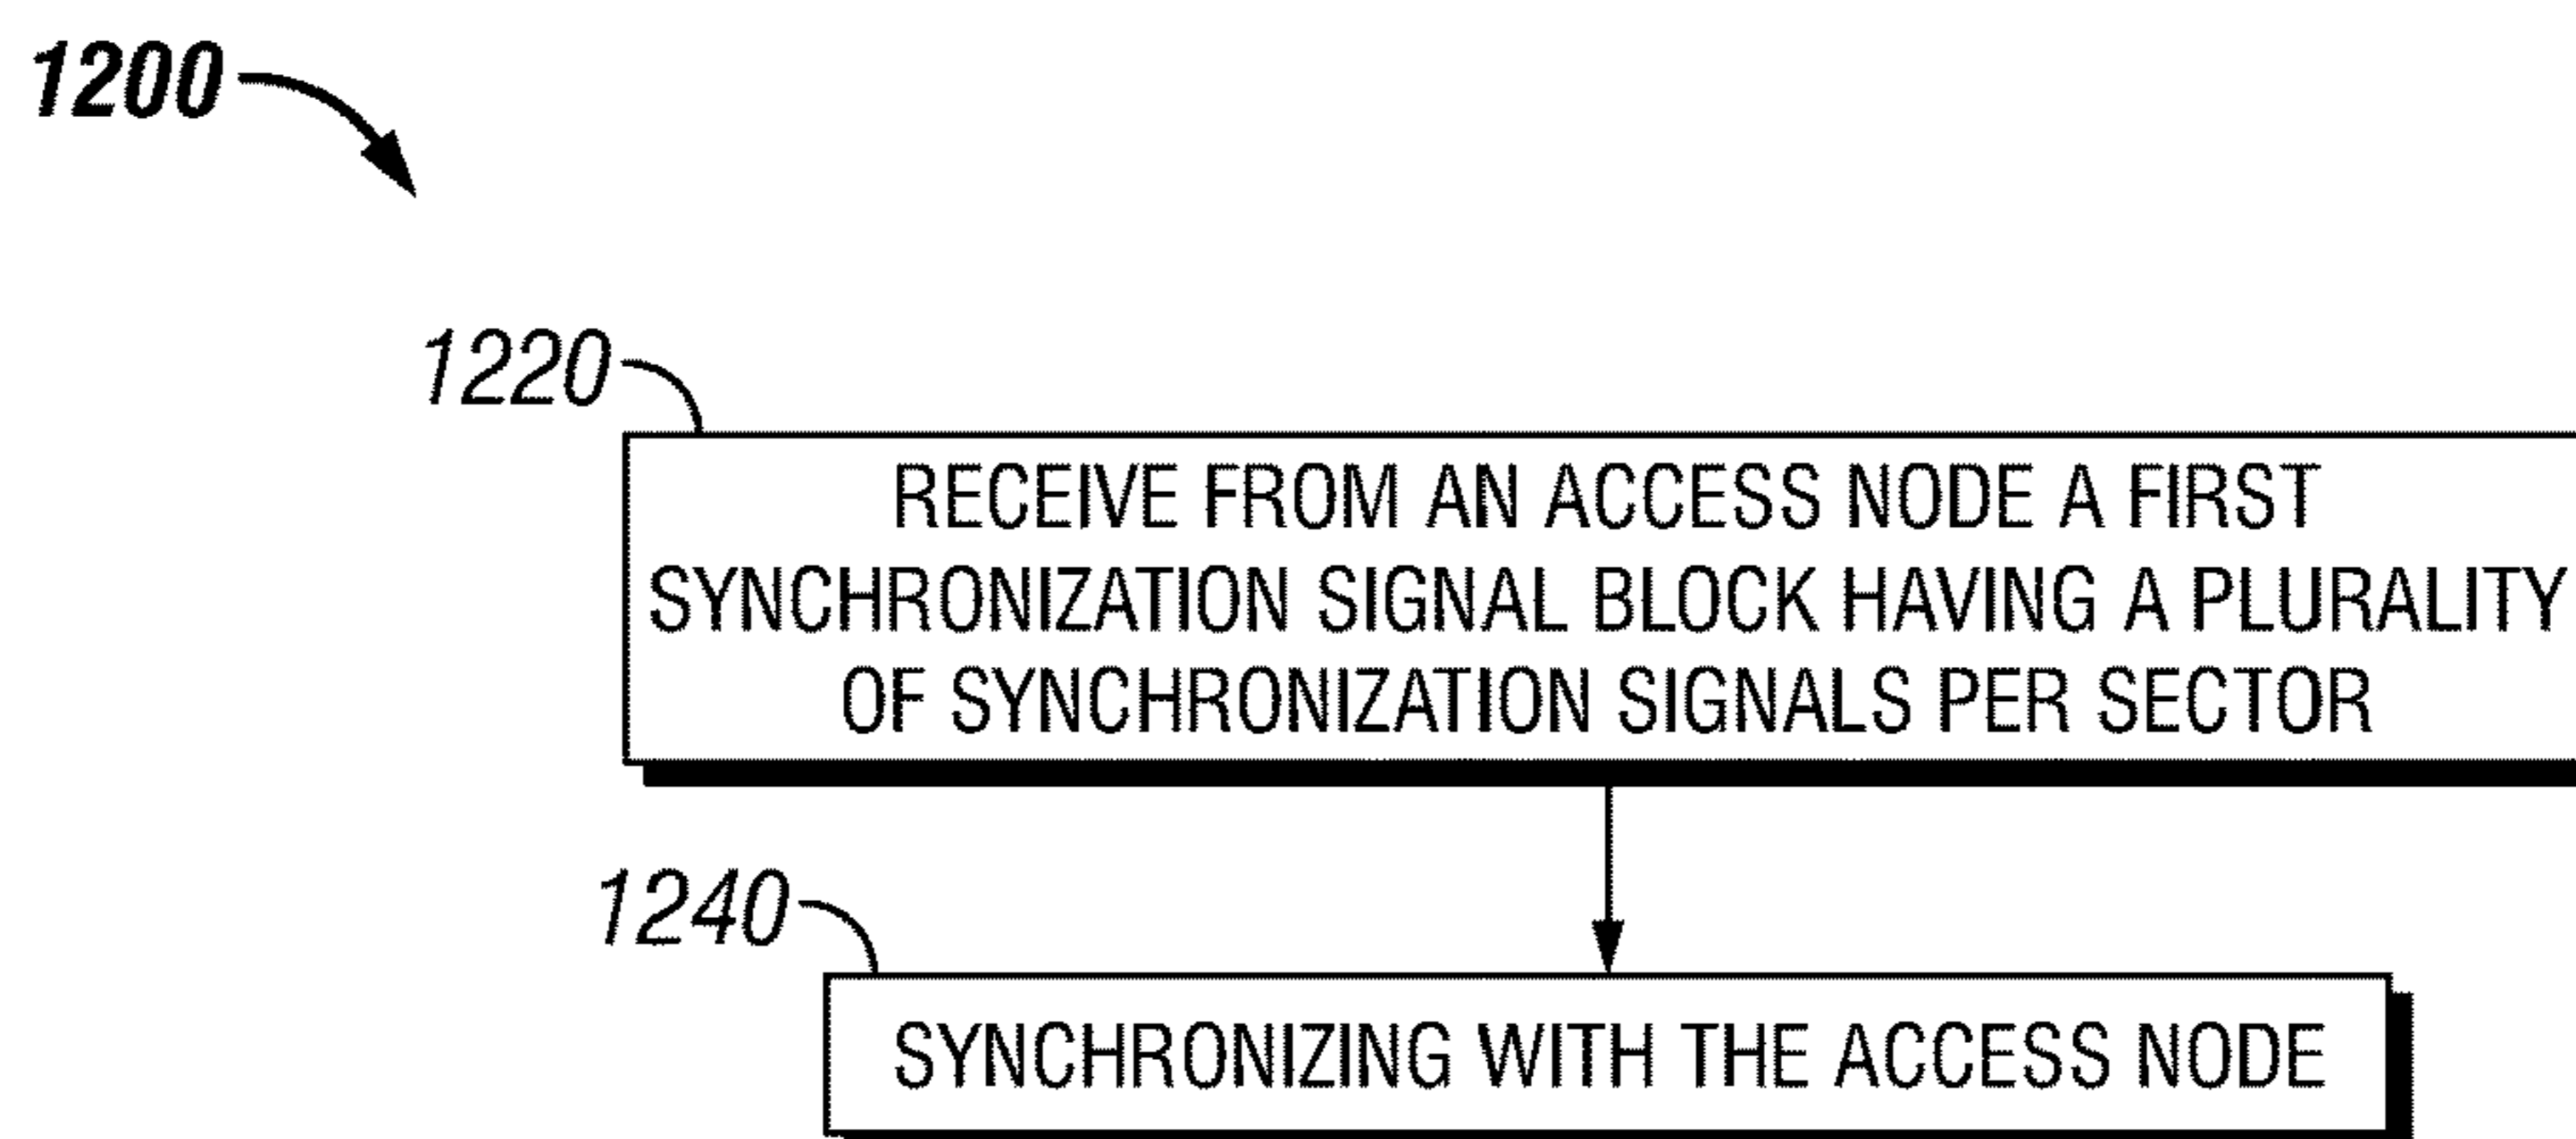 1200
1220
RECEIVE FROM AN ACCESS NODE A FIRST
SYNCHRONIZATION SIGNAL BLOCK HAVING A PLURALITY
OF SYNCHRONIZATION SIGNALS PER SECTOR
1240
SYNCHRONIZING WITH THE ACCESS NODE